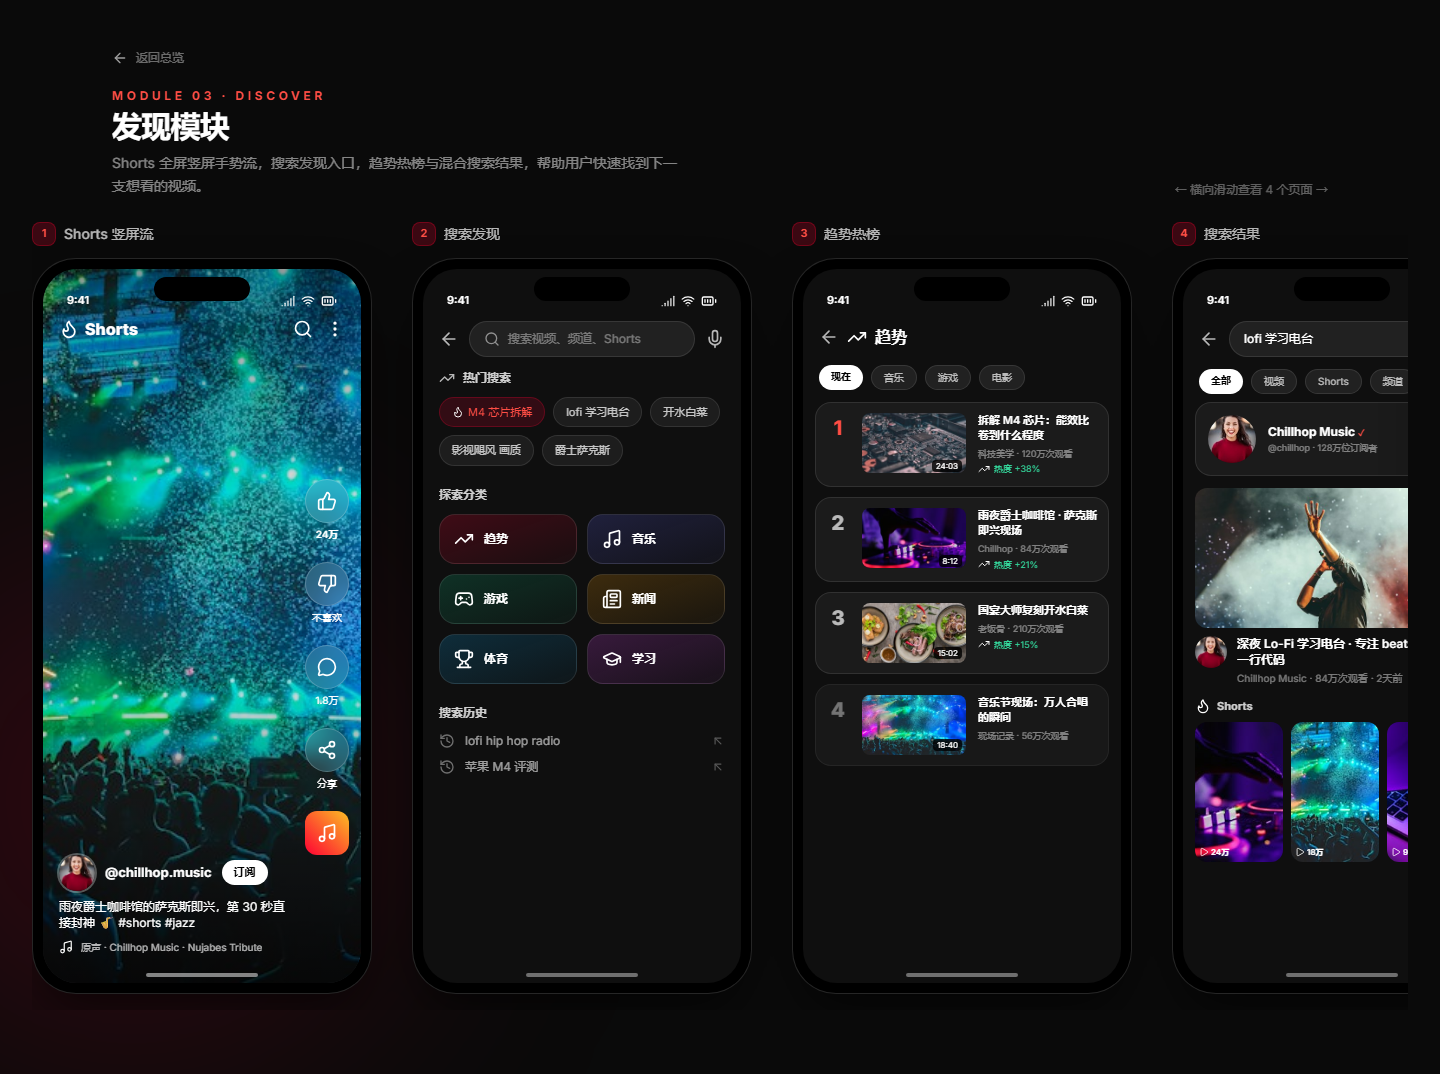 ← 返回总览
MODULE 03 · DISCOVER
发现模块
Shorts 全屏竖屏手势流，搜索发现入口，趋势热榜与混合搜索结果，帮助用户快速找到下一
支想看的视频。
← 横向滑动查看 4 个页面 →
1 Shorts 竖屏流
9:41
Shorts
24万
不喜欢
1.8万
分享
@chillhop.music 订阅
雨夜爵士咖啡馆的萨克斯即兴，第 30 秒直
接封神 🎷 #shorts #jazz
原声 · Chillhop Music · Nujabes Tribute
2 搜索发现
9:41
搜索视频、频道、Shorts
热门搜索
M4 芯片拆解 lofi 学习电台 开水白菜
影视飓风 画质 爵士萨克斯
探索分类
趋势 音乐
游戏 新闻
体育 学习
搜索历史
lofi hip hop radio
苹果 M4 评测
3 趋势热榜
9:41
趋势
现在 音乐 游戏 电影
1
24:03
拆解 M4 芯片：能效比
卷到什么程度
科技美学 · 120万次观看
热度 +38%
2
8:12
雨夜爵士咖啡馆 · 萨克斯
即兴现场
Chillhop · 84万次观看
热度 +21%
3
15:02
国宴大师复刻开水白菜
老饭骨 · 210万次观看
热度 +15%
4
18:40
音乐节现场：万人合唱
的瞬间
现场记录 · 56万次观看
4 搜索结果
9:41
lofi 学习电台
全部 视频 Shorts 频道
Chillhop Music ✓
@chillhop · 128万位订阅者
深夜 Lo-Fi 学习电台 · 专注 beat
一行代码
Chillhop Music · 84万次观看 · 2天前
Shorts
24万
18万
9